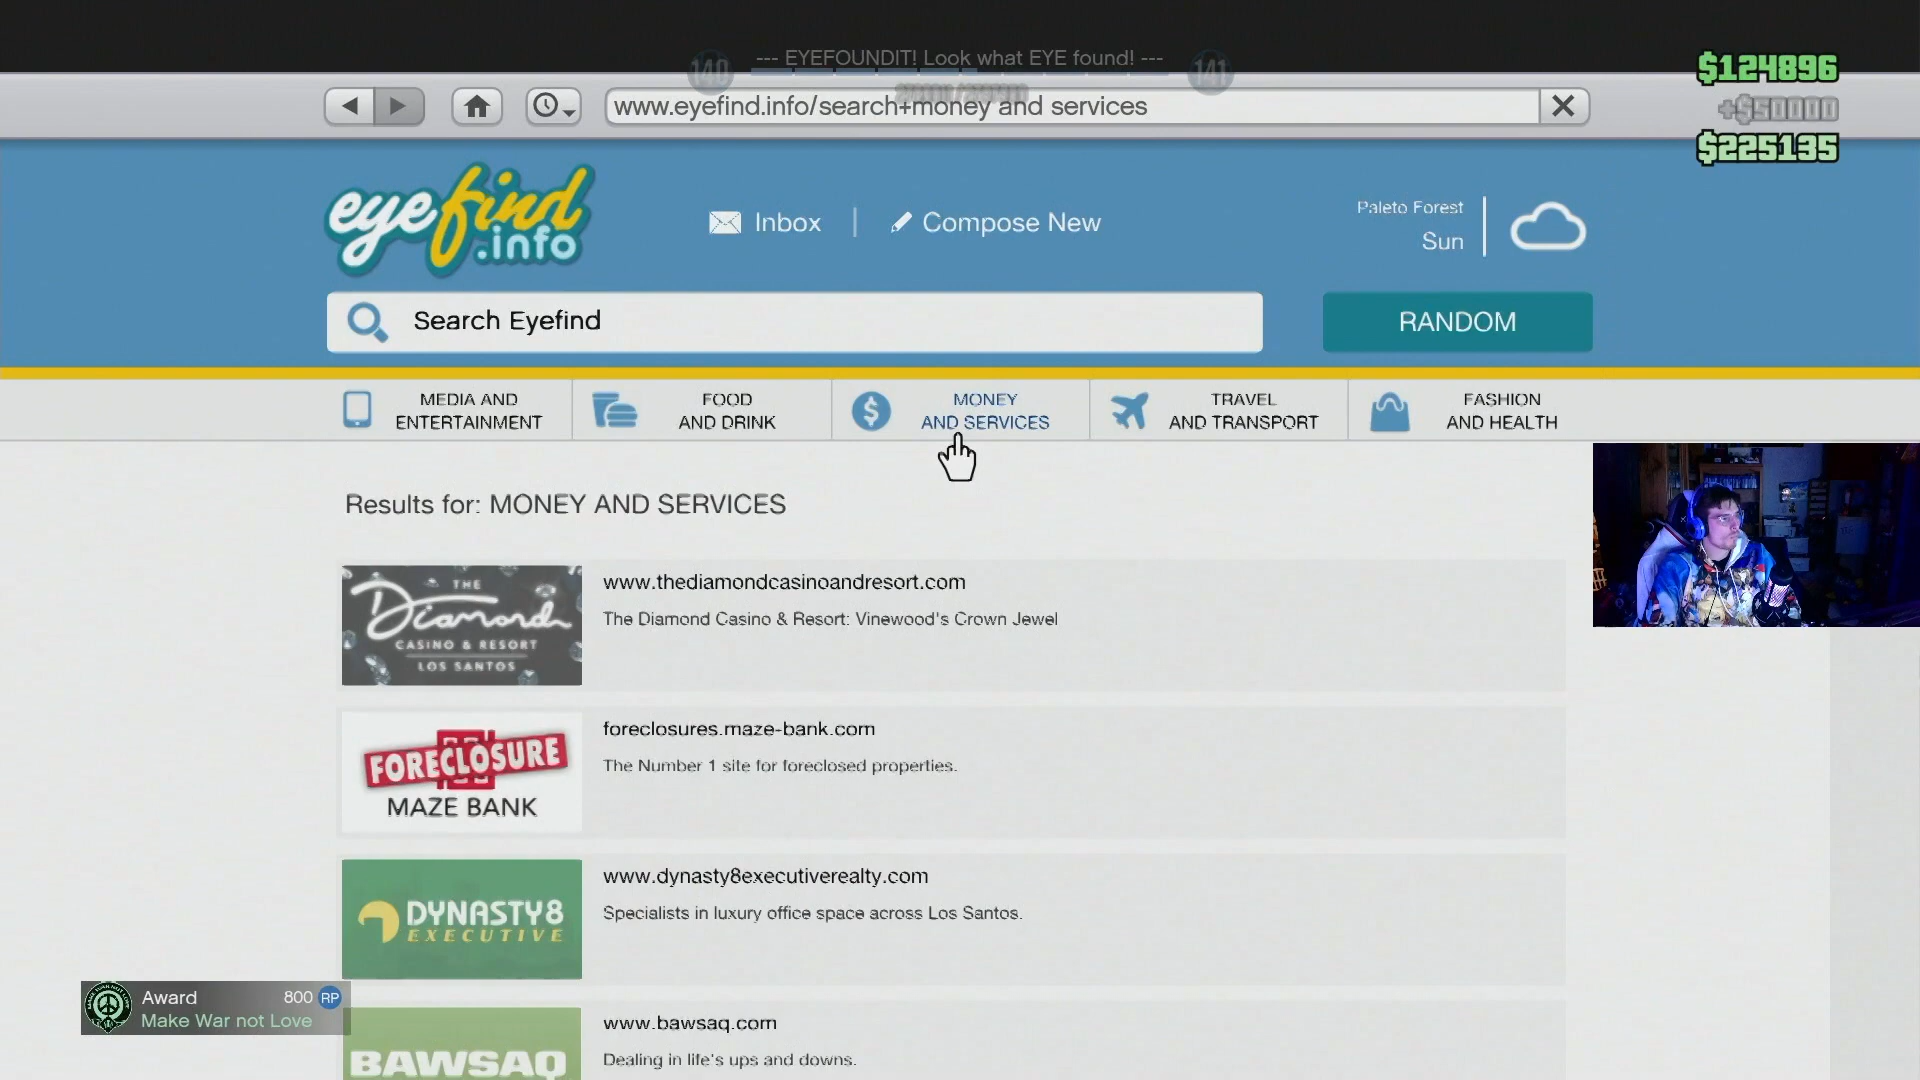 --- EYEFOUNDIT! Look what EYE found! ---
140
141
$124896
+$50000
$225135
www.eyefind.info/search+money and services
eyefind
.info
Inbox
Compose New
Paleto Forest
Sun
Search Eyefind
RANDOM
MEDIA AND
ENTERTAINMENT
FOOD
AND DRINK
MONEY
AND SERVICES
TRAVEL
AND TRANSPORT
FASHION
AND HEALTH
Results for: MONEY AND SERVICES
THE
Diamond
CASINO & RESORT
LOS SANTOS
www.thediamondcasinoandresort.com
The Diamond Casino & Resort: Vinewood's Crown Jewel
FORECLOSURE
MAZE BANK
foreclosures.maze-bank.com
The Number 1 site for foreclosed properties.
DYNASTY8
EXECUTIVE
www.dynasty8executiverealty.com
Specialists in luxury office space across Los Santos.
Award 800 RP
Make War not Love
BAWSAQ
www.bawsaq.com
Dealing in life's ups and downs.